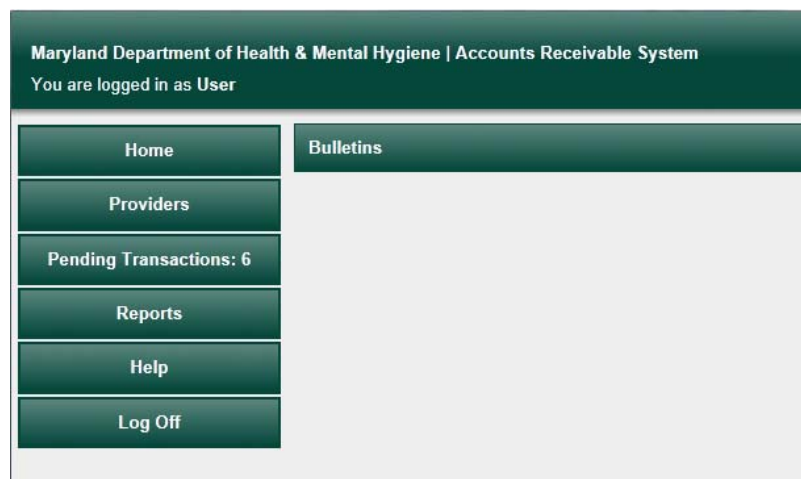 Maryland Department of Health & Mental Hygiene | Accounts Receivable System
You are logged in as User
Home
Providers
Pending Transactions: 6
Reports
Help
Log Off
Bulletins